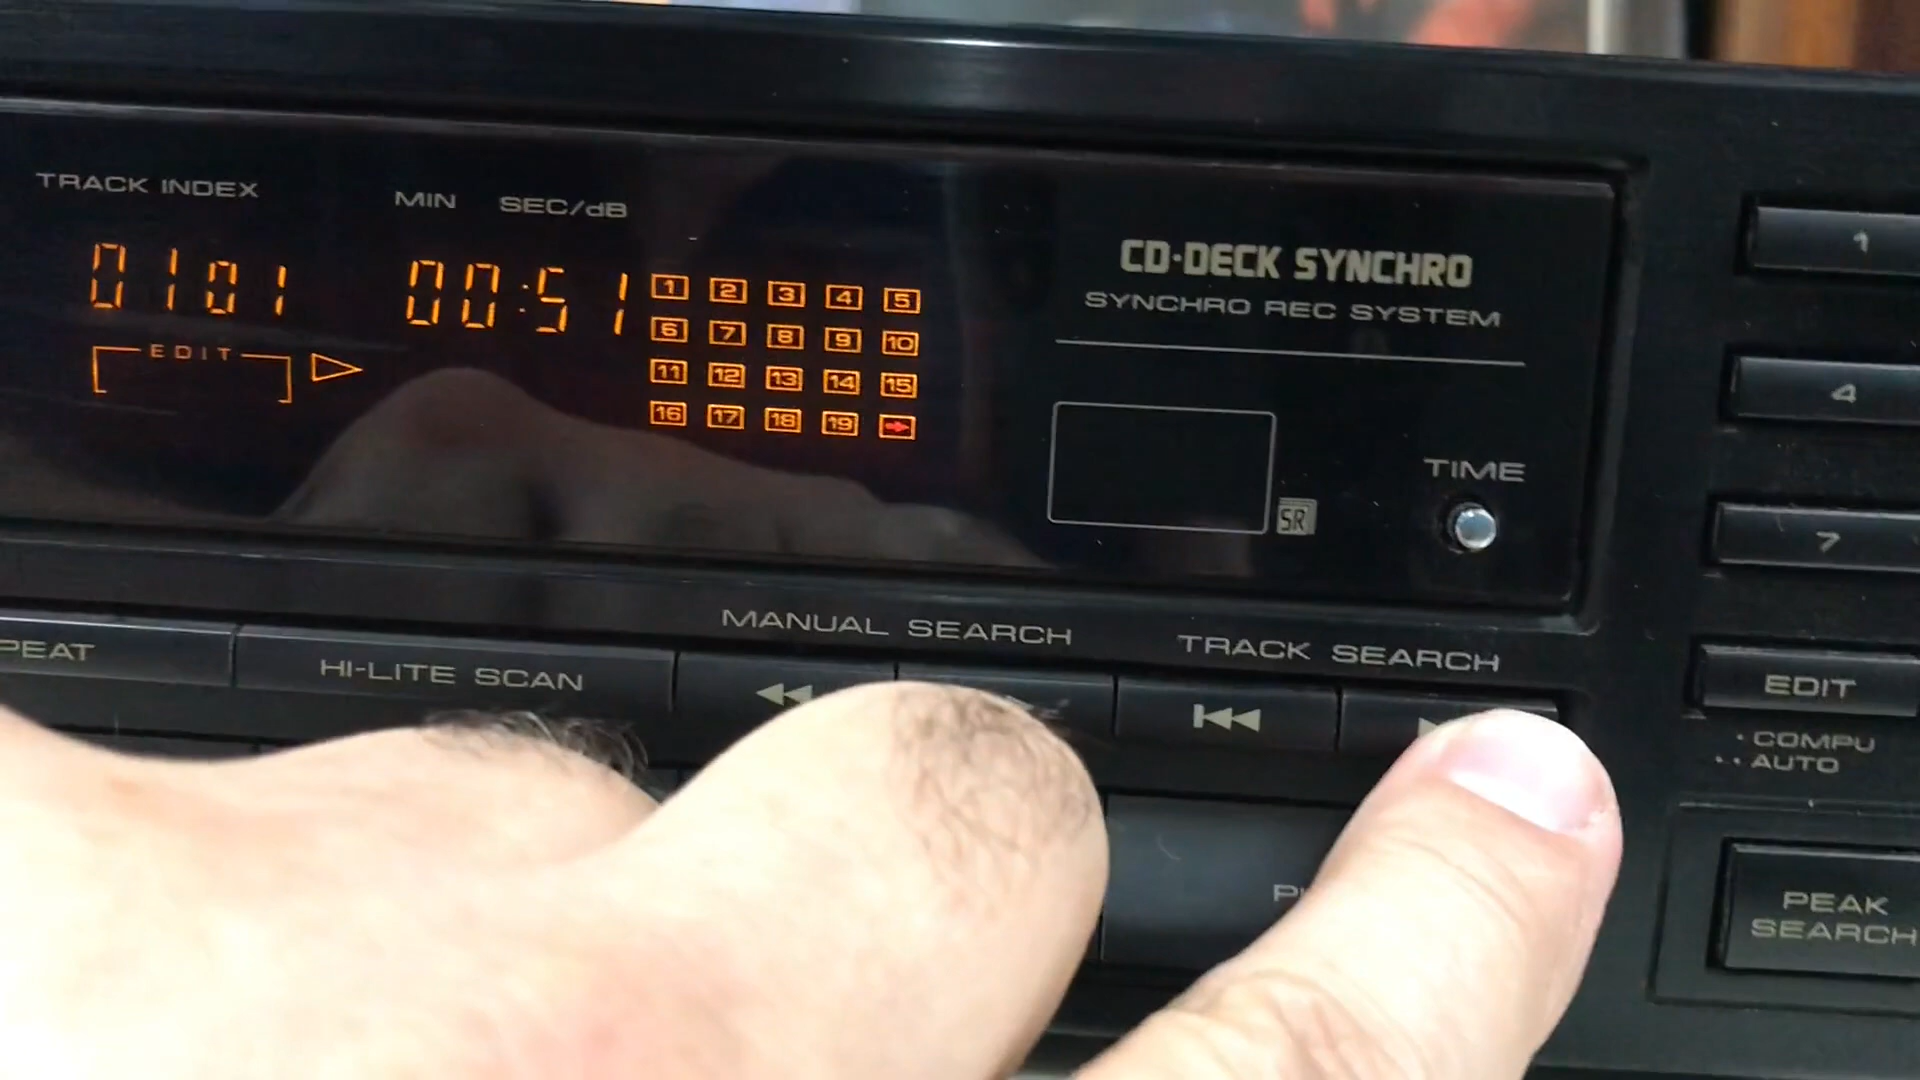 TRACK INDEX
MIN SEC/dB
0101 00:51
EDIT
1 2 3 4 5
6 7 8 9 10
11 12 13 14 15
16 17 18 19
CD·DECK SYNCHRO
SYNCHRO REC SYSTEM
SR
TIME
1
4
7
MANUAL SEARCH
TRACK SEARCH
PEAT
HI-LITE SCAN
EDIT
· COMPU
·· AUTO
PEAK
SEARCH